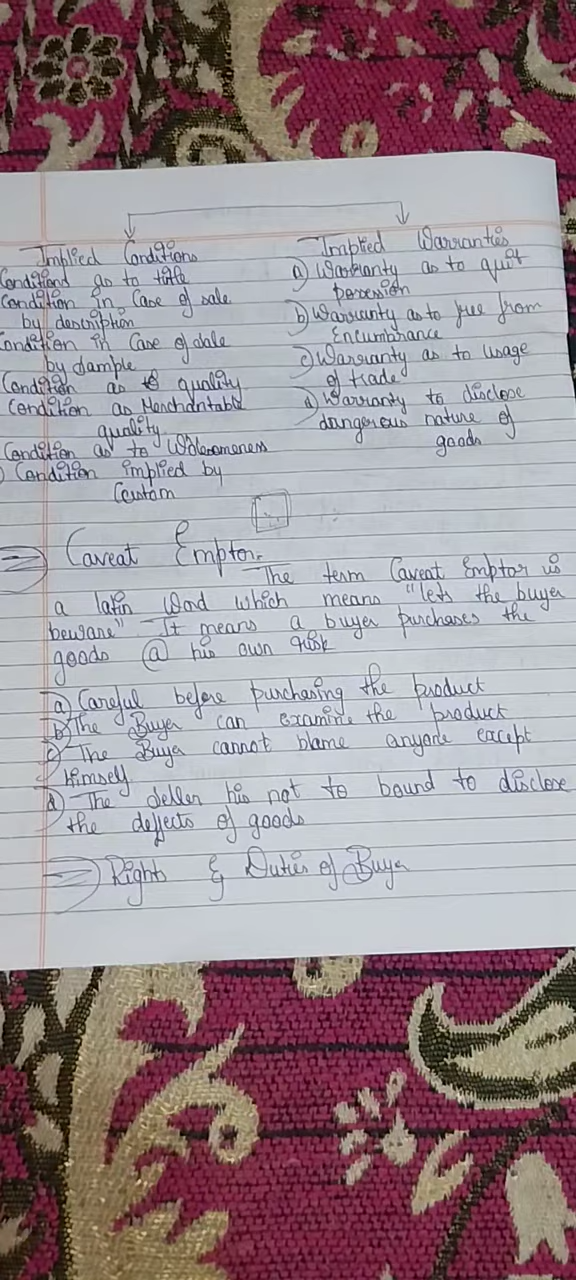 Implied Conditions
Conditiond as to title
Condition in Case of sale
by description
Condition in Case of sale
by sample
Condition as to quality
Condition as Merchantable
quality
Condition as to Wolesomeness
Condition implied by
Custom
Implied Warranties
a) Warranty as to quit
possession
b) Warranty as to free from
Encumbrance
c) Warranty as to usage
of trade
d) Warranty to disclose
dangerous nature of
goods
Caveat Emptor-
The term Caveat Emptor is
a latin Word which means "lets the buyer
beware" It means a buyer purchases the
goods @ his own risk
a) Careful before purchasing the product
b) The Buyer can examine the product
c) The Buyer cannot blame anyone except
himself
d) The seller his not to bound to disclose
the defects of goods
Rights & Duties of Buyer